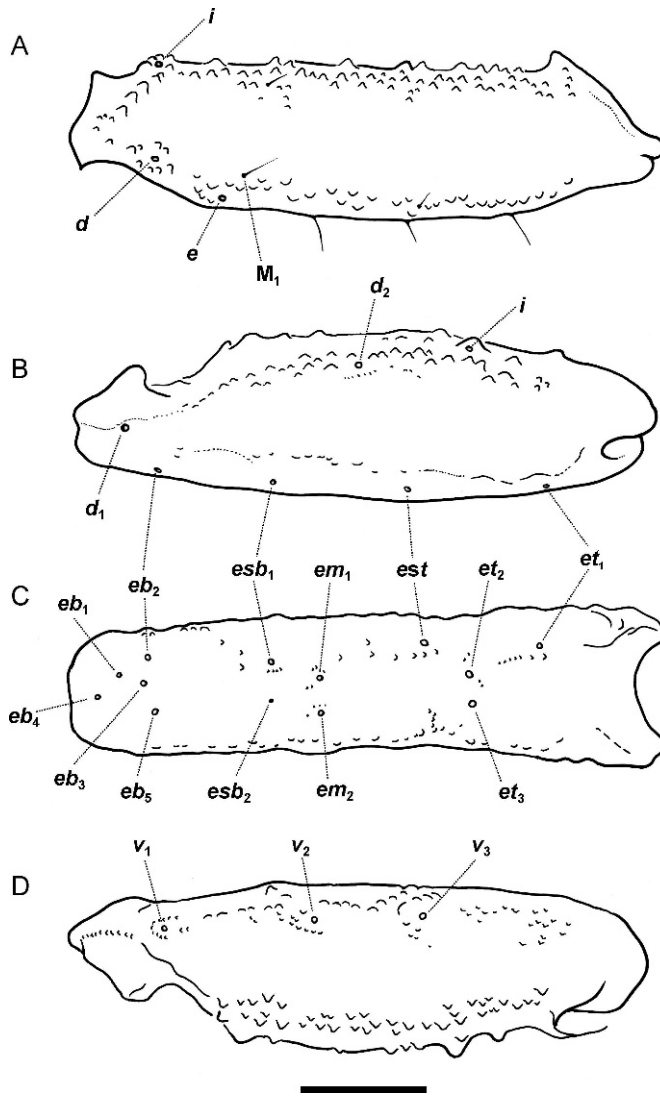 A
i
d
e
M₁
B
d₂
i
d₁
C
eb₂ esb₁ em₁ est et₂ et₁
eb₁
eb₄
eb₃ eb₅ esb₂ em₂ et₃
D
v₁ v₂ v₃